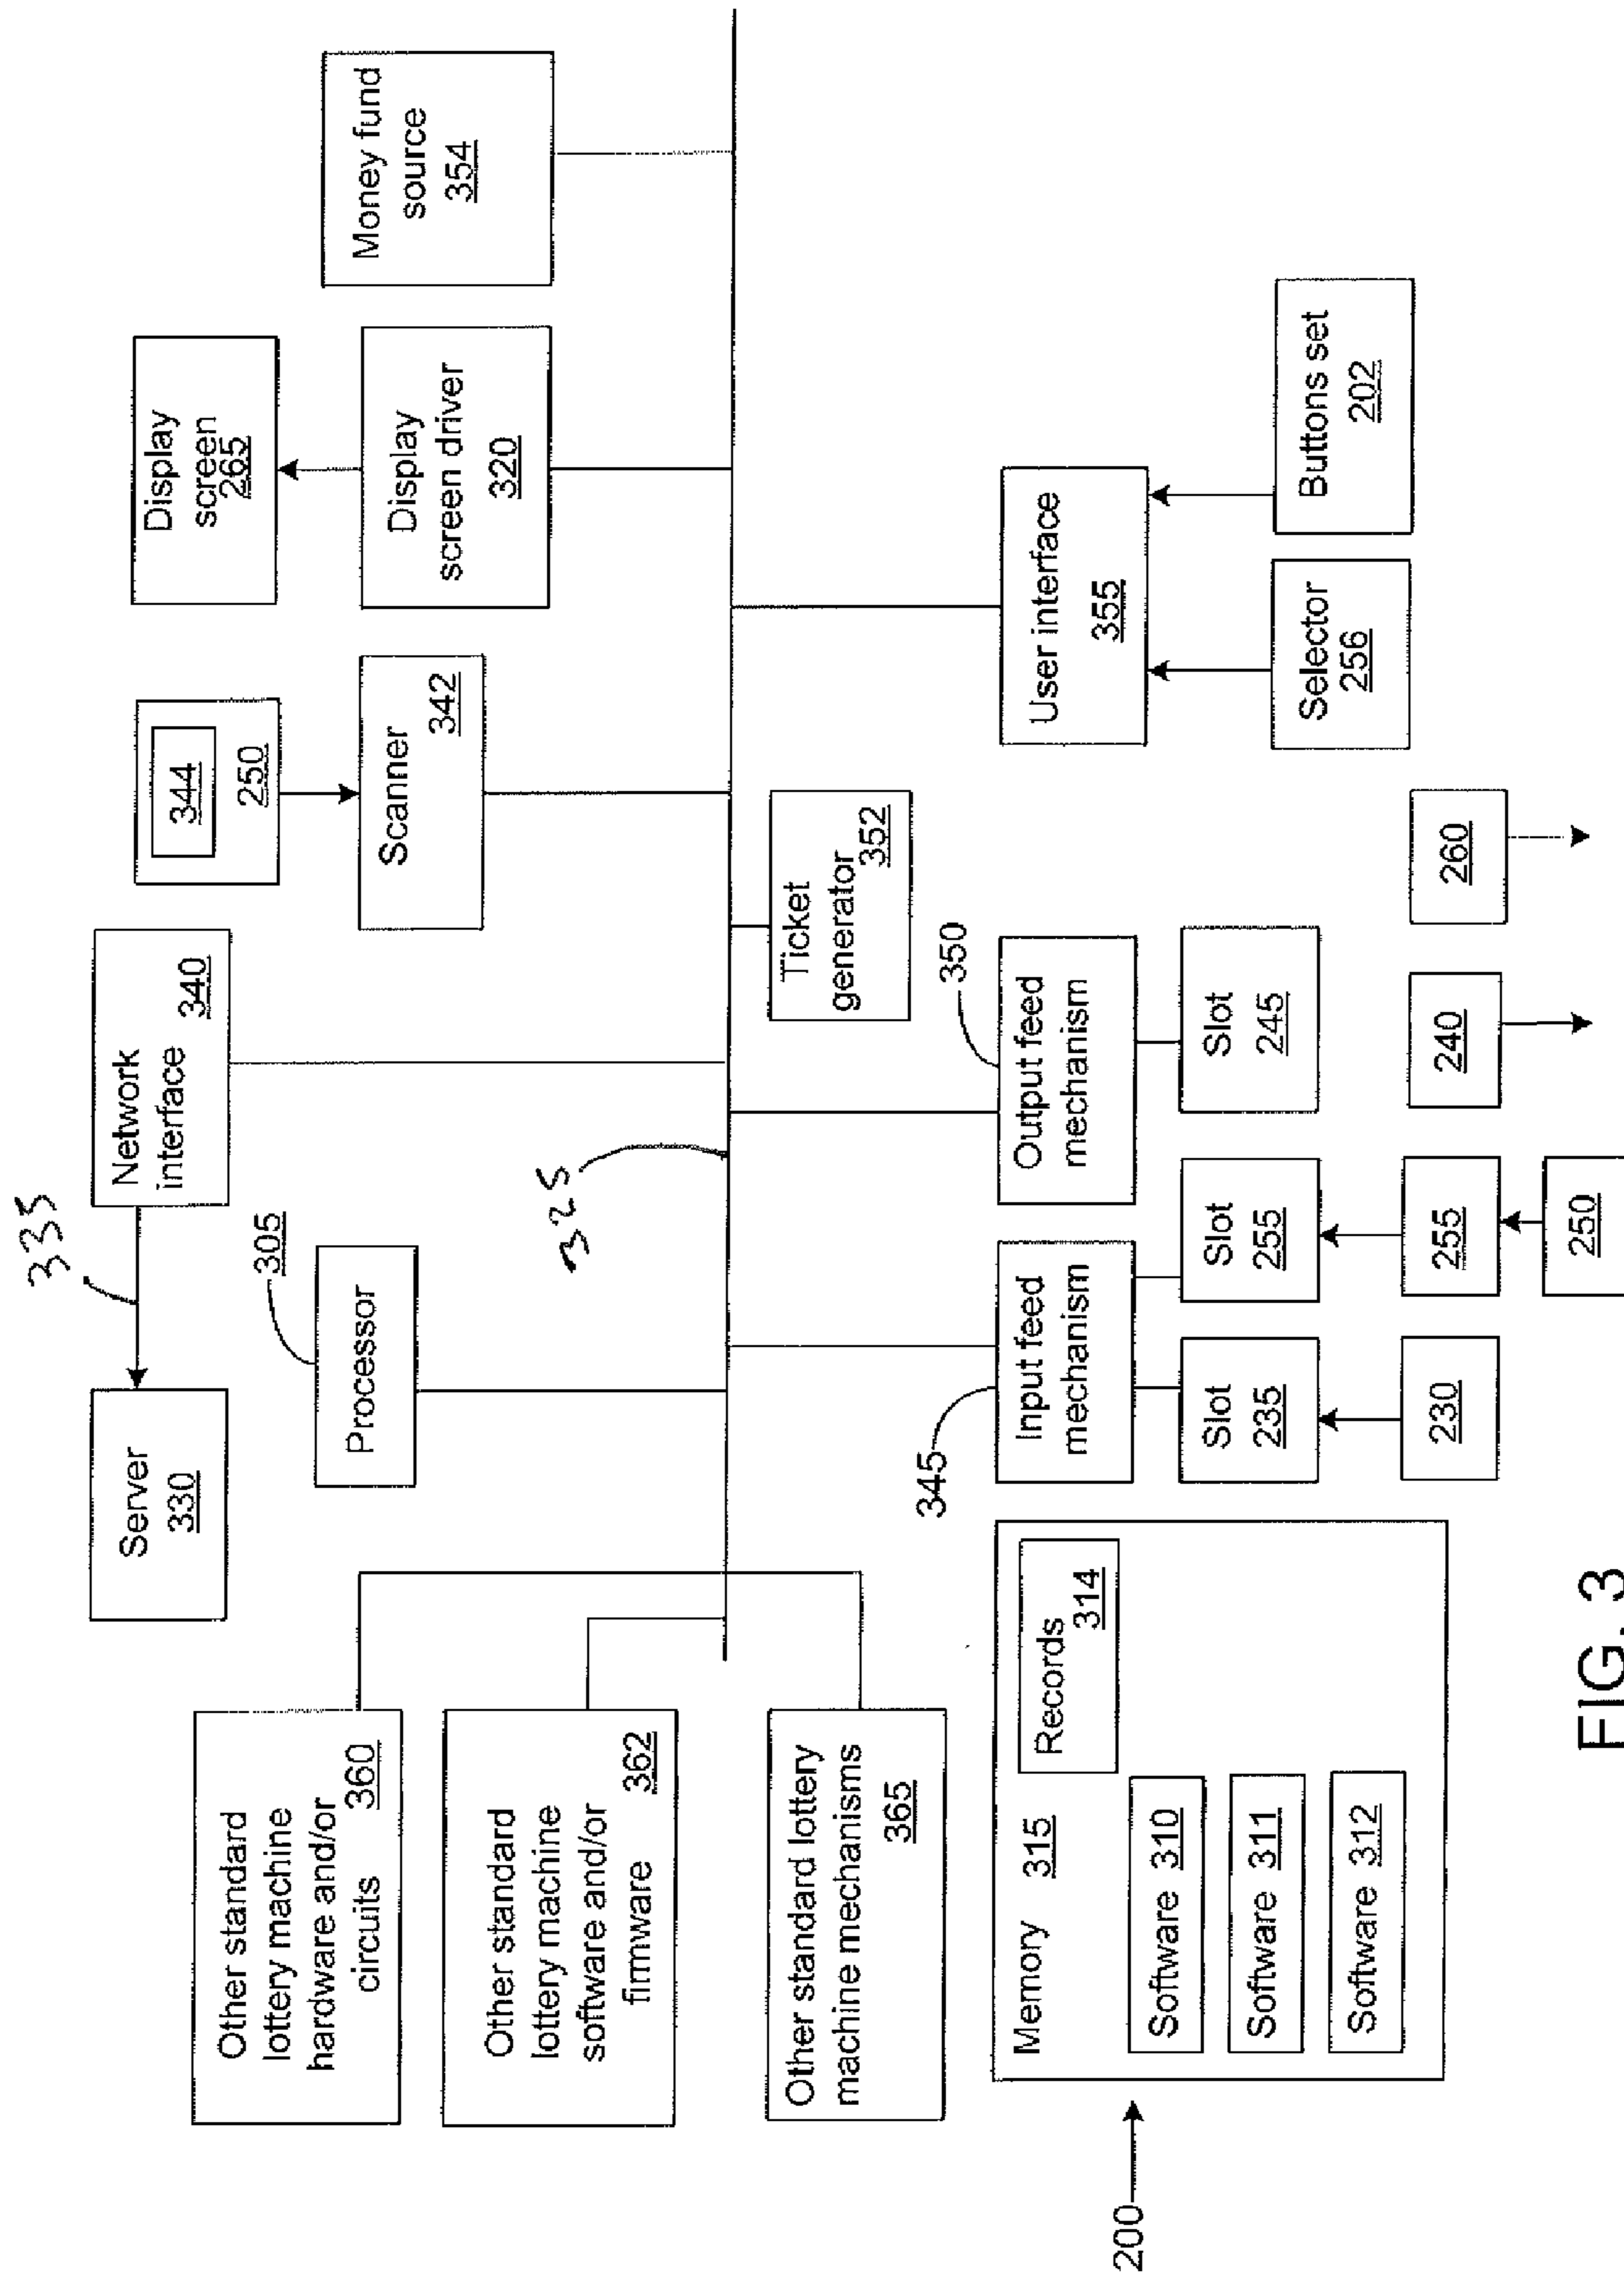 335
Server
330
Network
interface
340
344
250
Display
screen
265
305
Processor
Scanner
342
Display
screen driver
320
Money fund
source
354
Other standard
lottery machine
hardware and/or
circuits 360
Other standard
lottery machine
software and/or
firmware 362
Other standard lottery
machine mechanisms
365
325
Ticket
generator
352
345
Input feed
mechanism
350
Output feed
mechanism
User interface
355
Slot
235
Slot
255
Slot
245
Selector
256
Buttons set
202
230
255
250
240
260
200
Memory 315
Records
314
Software 310
Software 311
Software 312
FIG. 3